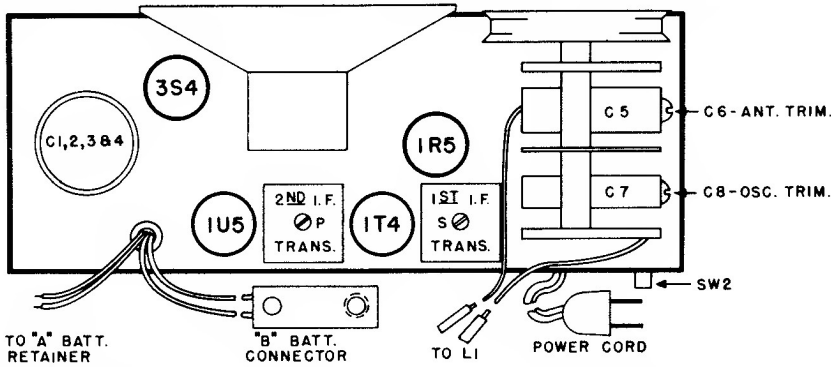 3S4
C1,2,3&4
C5
C6-ANT. TRIM.
1R5
C7
C8-OSC. TRIM.
1U5
2ND I.F.
P
TRANS.
1T4
1ST I.F.
S
TRANS.
SW2
TO "A" BATT.
RETAINER
"B" BATT.
CONNECTOR
TO L1
POWER CORD